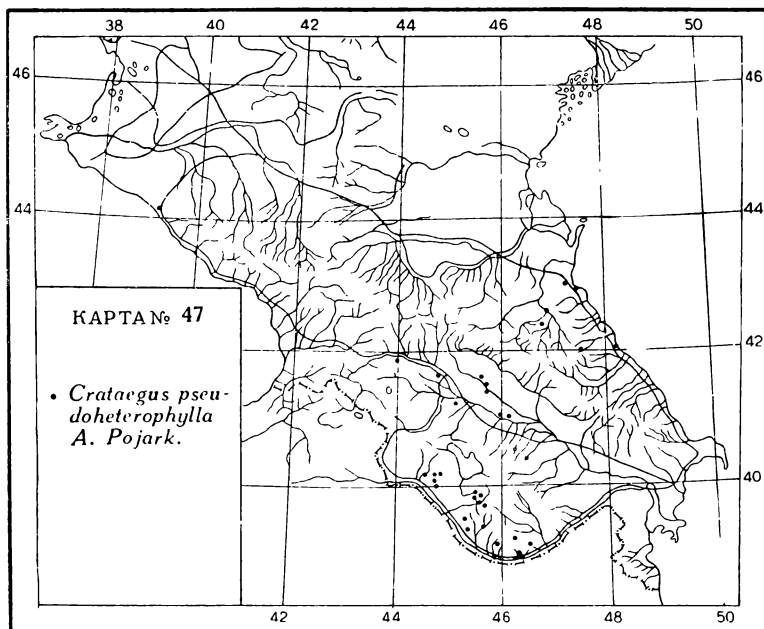 38 40 42 44 46 48
46 46
44 44
КАРТА № 47
42 42
• Crataegus pseu-
doheterophylla
A. Pojark.
40 40
42 44 46 48 50